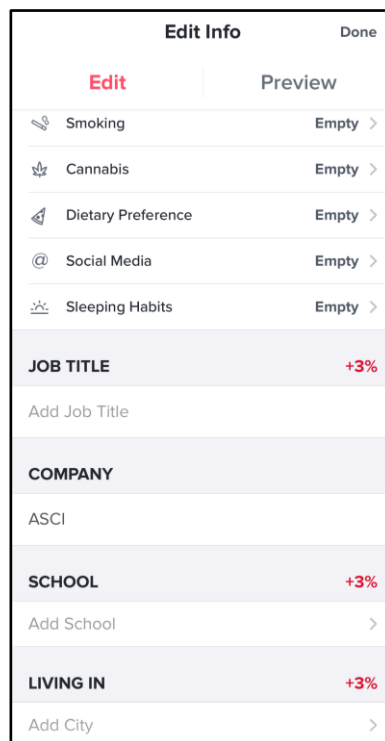 Edit Info Done
Edit Preview
Smoking Empty
Cannabis Empty
Dietary Preference Empty
@ Social Media Empty
Sleeping Habits Empty
JOB TITLE +3%
Add Job Title
COMPANY
ASCI
SCHOOL +3%
Add School
LIVING IN +3%
Add City